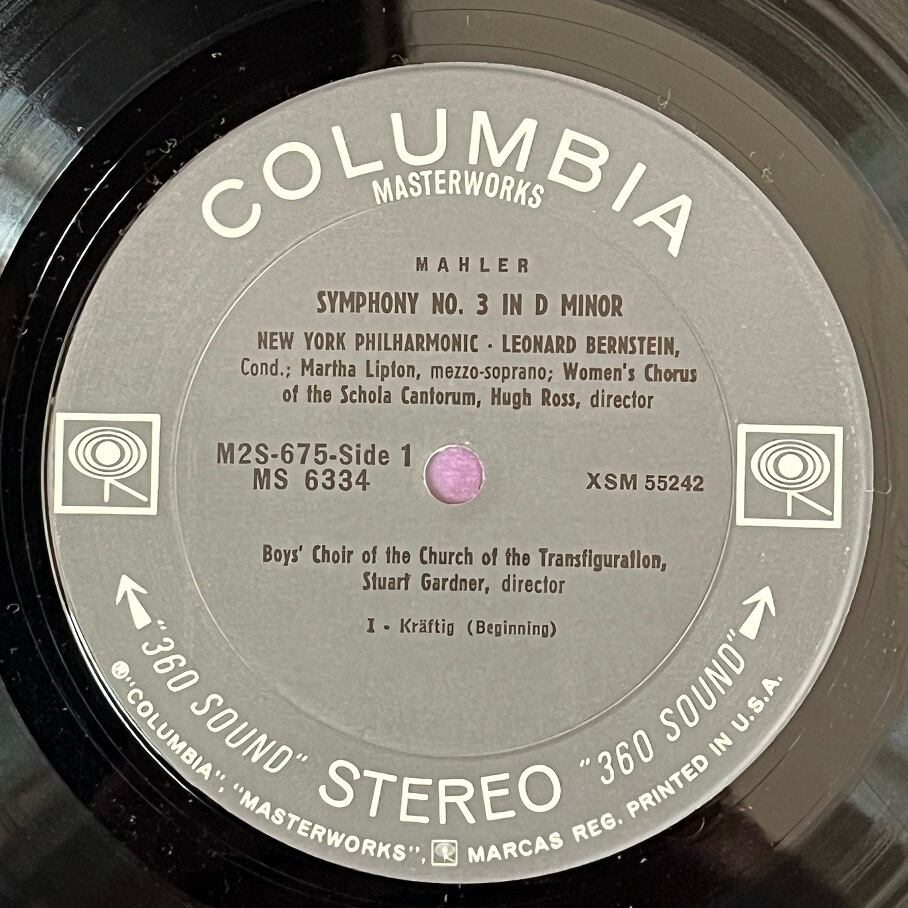 COLUMBIA
MASTERWORKS
MAHLER
SYMPHONY NO. 3 IN D MINOR
NEW YORK PHILHARMONIC · LEONARD BERNSTEIN,
Cond.; Martha Lipton, mezzo-soprano; Women's Chorus
of the Schola Cantorum, Hugh Ross, director
M2S-675-Side 1
MS 6334
XSM 55242
Boys' Choir of the Church of the Transfiguration,
Stuart Gardner, director
I - Kräftig (Beginning)
"360 SOUND" STEREO "360 SOUND"
"COLUMBIA", "MASTERWORKS", MARCAS REG. PRINTED IN U.S.A.